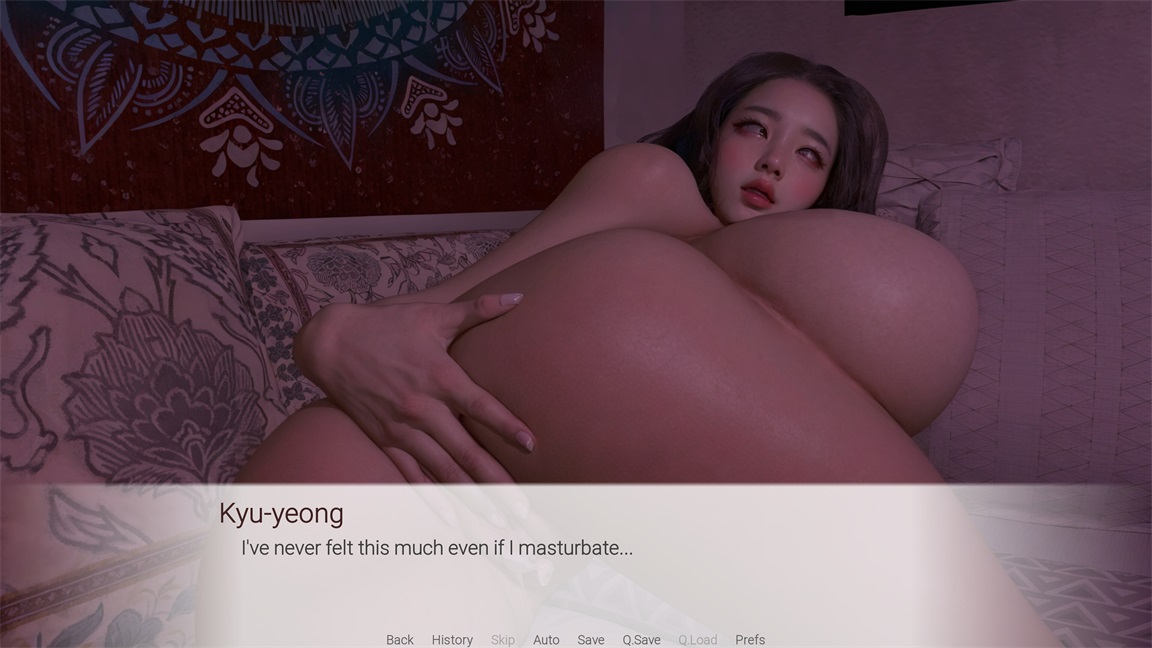 Kyu-yeong
I've never felt this much even if I masturbate...
Back History Skip Auto Save Q.Save Q.Load Prefs